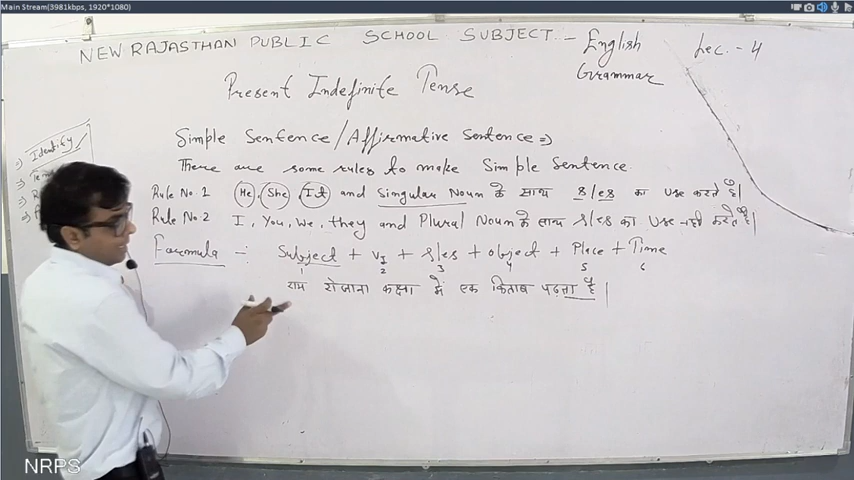 Main Stream(3981kbps, 1920*1080)
NEW RAJASTHAN PUBLIC SCHOOL SUBJECT - English Grammar Lec. - 4
Present Indefinite Tense
Identify
Simple Sentence/Affirmative Sentence ⇒
There are some rules to make Simple Sentence.
Rule No. 1 He, She, It and Singular Noun के साथ s/es का Use करते है।
Rule No. 2 I, You, We, they and Plural Noun के साथ s/es का Use नही करते है।
Formula -: Subject + V1 + s/es + object + Place + Time
1 2 3 4 5 6
राम रोजाना कक्षा में एक किताब पढ़ता है।
NRPS